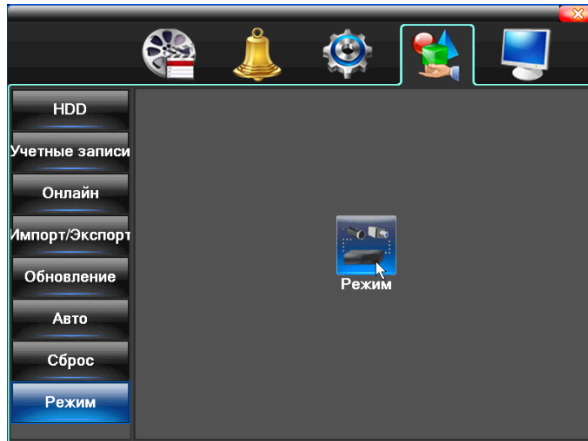 HDD
Учетные записи
Онлайн
Импорт/Экспорт
Обновление
Авто
Сброс
Режим
Режим